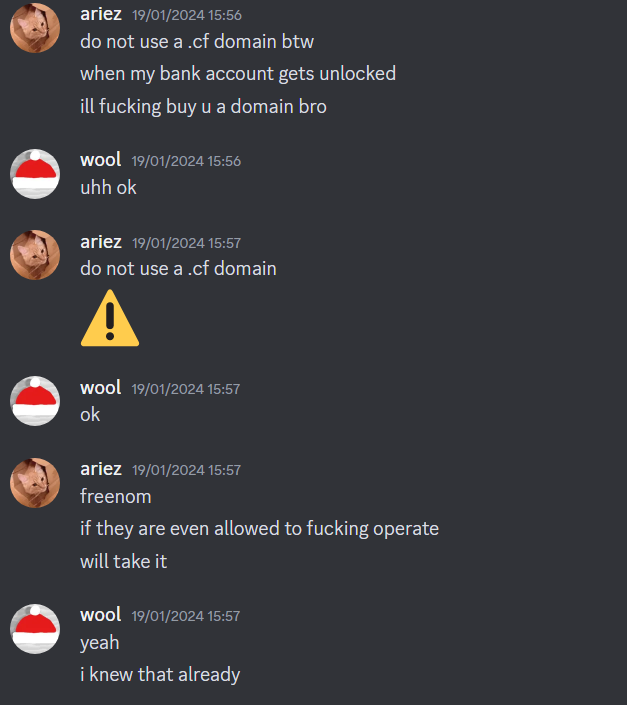 ariez 19/01/2024 15:56
do not use a .cf domain btw
when my bank account gets unlocked
ill fucking buy u a domain bro
wool 19/01/2024 15:56
uhh ok
ariez 19/01/2024 15:57
do not use a .cf domain
wool 19/01/2024 15:57
ok
ariez 19/01/2024 15:57
freenom
if they are even allowed to fucking operate
will take it
wool 19/01/2024 15:57
yeah
i knew that already